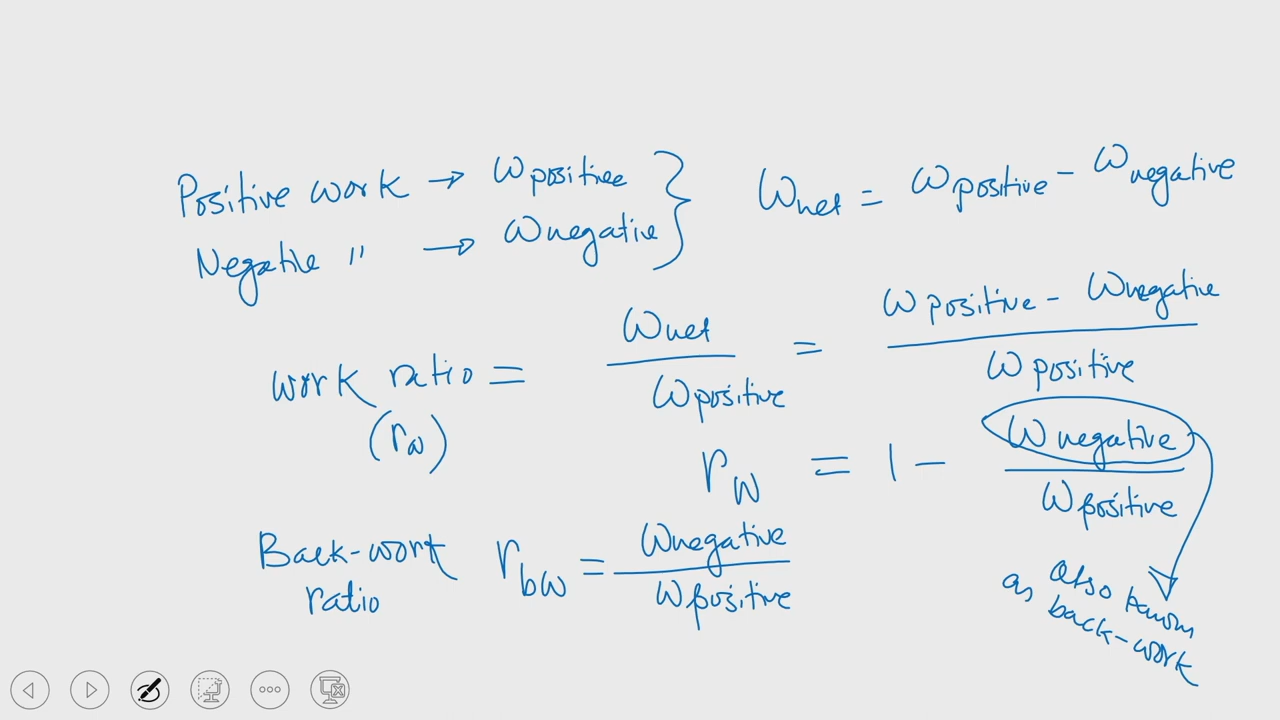 Positive work → Wpositive } Wnet = Wpositive - Wnegative
Negative " → Wnegative
work ratio = Wnet / Wpositive = Wpositive - Wnegative / Wpositive
(rw)
rw = 1 - Wnegative / Wpositive
Back-work ratio rbw = Wnegative / Wpositive
also known
as back-work